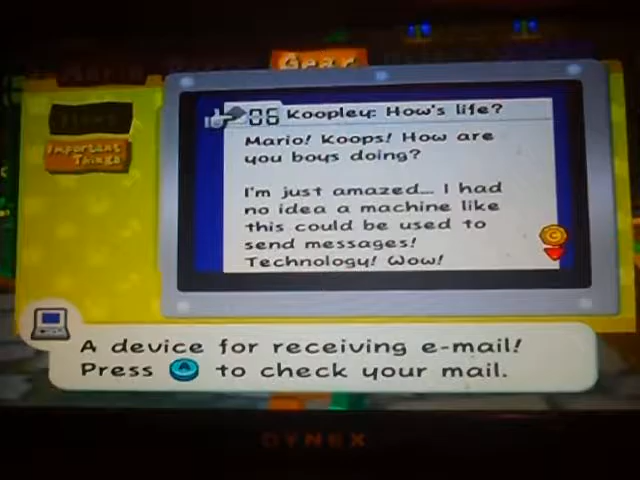 Gear
Items
Important
Things
06 Koopley: How's life?
Mario! Koops! How are
you boys doing?
I'm just amazed... I had
no idea a machine like
this could be used to
send messages!
Technology! Wow!
C
A device for receiving e-mail!
Press A to check your mail.
DYNEX